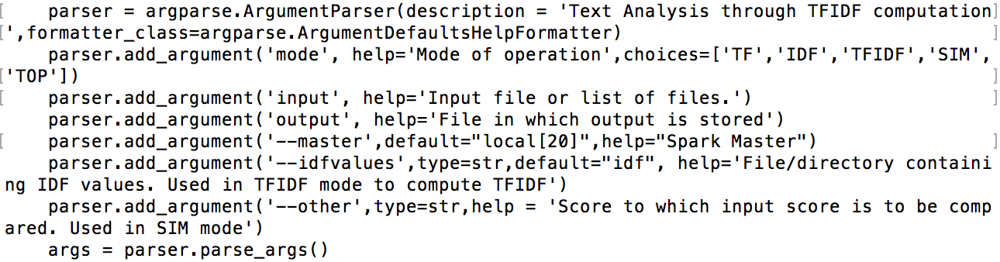 [    parser = argparse.ArgumentParser(description = 'Text Analysis through TFIDF computation]
[',formatter_class=argparse.ArgumentDefaultsHelpFormatter)                                  ]
    parser.add_argument('mode', help='Mode of operation',choices=['TF','IDF','TFIDF','SIM',
['TOP'])                                                                                    ]
[    parser.add_argument('input', help='Input file or list of files.')                      ]
    parser.add_argument('output', help='File in which output is stored')
[    parser.add_argument('--master',default="local[20]",help="Spark Master")                ]
    parser.add_argument('--idfvalues',type=str,default="idf", help='File/directory containi
ng IDF values. Used in TFIDF mode to compute TFIDF')
    parser.add_argument('--other',type=str,help = 'Score to which input score is to be comp
ared. Used in SIM mode')
    args = parser.parse_args()